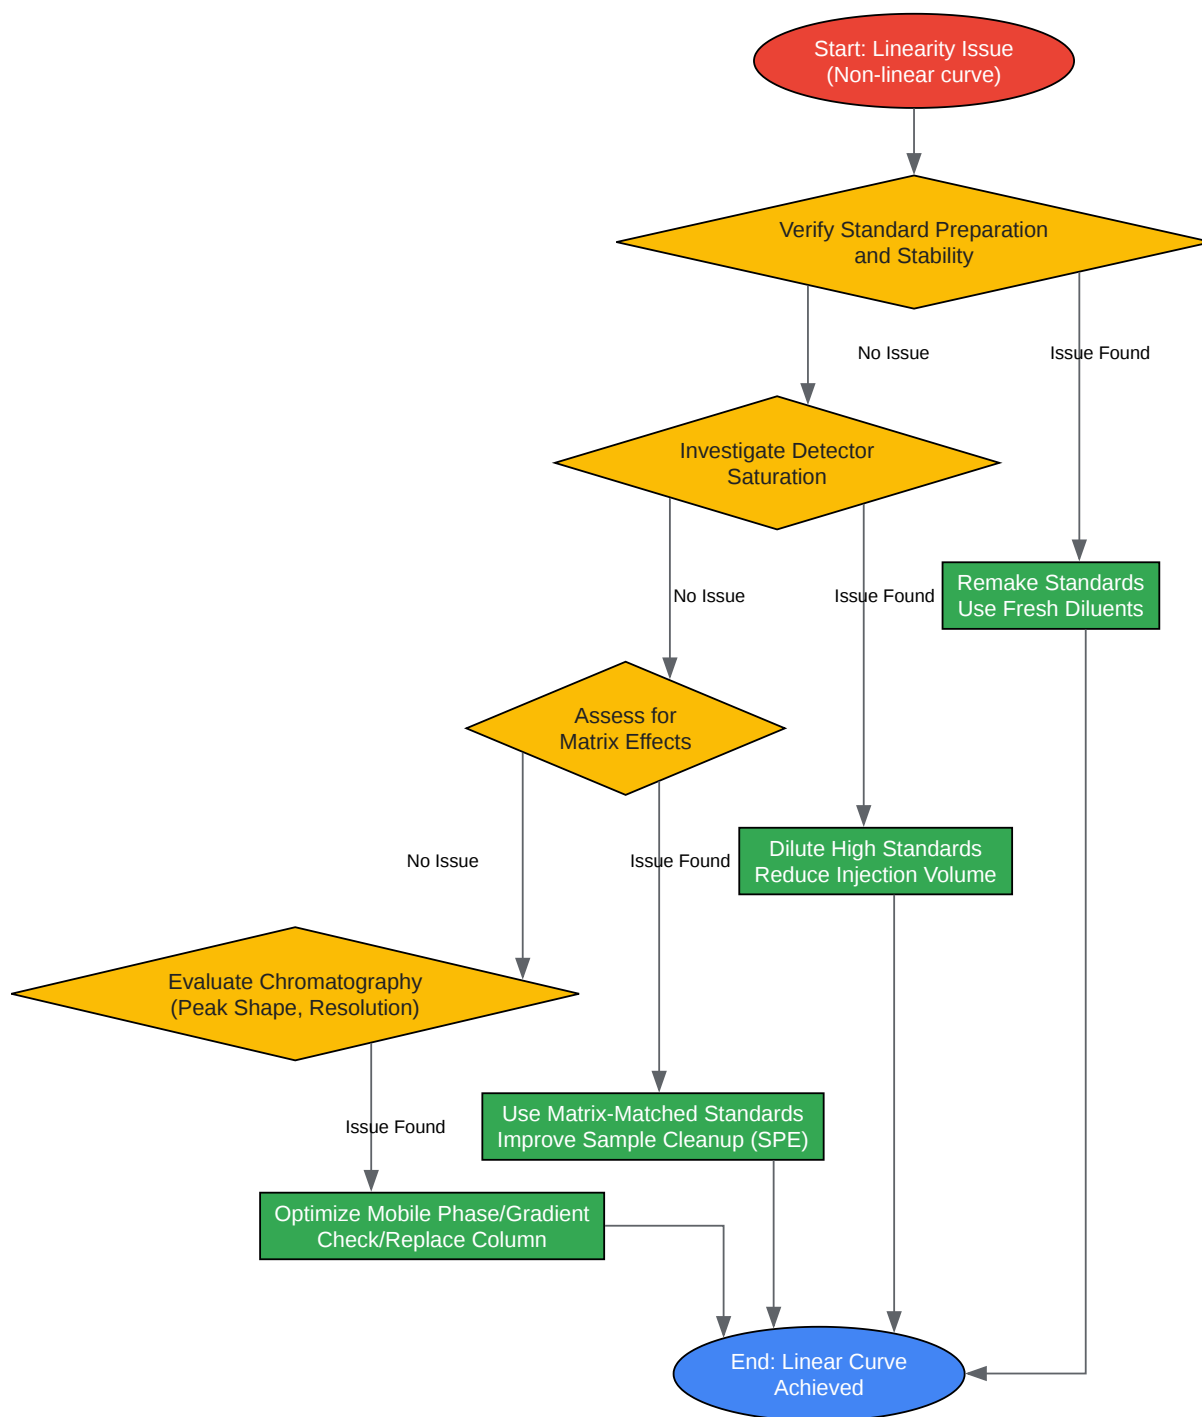 Start: Linearity Issue
(Non-linear curve)
Verify Standard Preparation
and Stability
No Issue
Issue Found
Investigate Detector
Saturation
No Issue
Issue Found
Remake Standards
Use Fresh Diluents
Assess for
Matrix Effects
No Issue
Issue Found
Dilute High Standards
Reduce Injection Volume
Evaluate Chromatography
(Peak Shape, Resolution)
Issue Found
Use Matrix-Matched Standards
Improve Sample Cleanup (SPE)
Optimize Mobile Phase/Gradient
Check/Replace Column
End: Linear Curve
Achieved